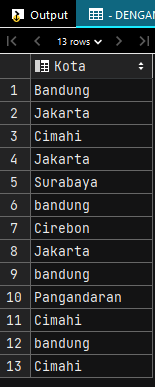 Output
- DENGAN
13 rows
Kota
1 Bandung
2 Jakarta
3 Cimahi
4 Jakarta
5 Surabaya
6 bandung
7 Cirebon
8 Jakarta
9 bandung
10 Pangandaran
11 Cimahi
12 bandung
13 Cimahi